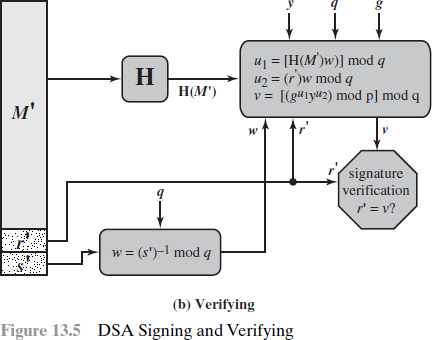 y q g
u₁ = [H(M')w)] mod q
u₂ = (r')w mod q
v = [(gᵘ¹yᵘ²) mod p] mod q
H
H(M')
M'
w
r'
v
r'
signature
verification
r' = v?
q
r'
w = (s')⁻¹ mod q
s'
(b) Verifying
Figure 13.5 DSA Signing and Verifying